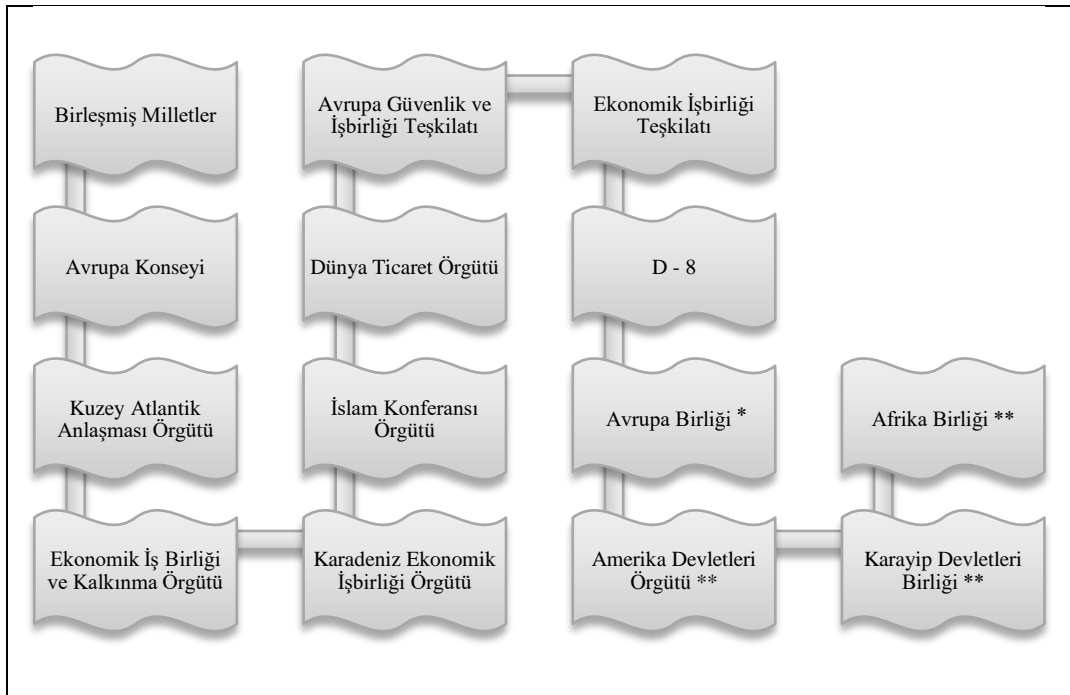 Birleşmiş Milletler
Avrupa Konseyi
Kuzey Atlantik
Anlaşması Örgütü
Ekonomik İş Birliği
ve Kalkınma Örgütü
Karadeniz Ekonomik
İşbirliği Örgütü
İslam Konferansı
Örgütü
Dünya Ticaret Örgütü
Avrupa Güvenlik ve
İşbirliği Teşkilatı
Ekonomik İşbirliği
Teşkilatı
D - 8
Avrupa Birliği *
Amerika Devletleri
Örgütü **
Karayip Devletleri
Birliği **
Afrika Birliği **